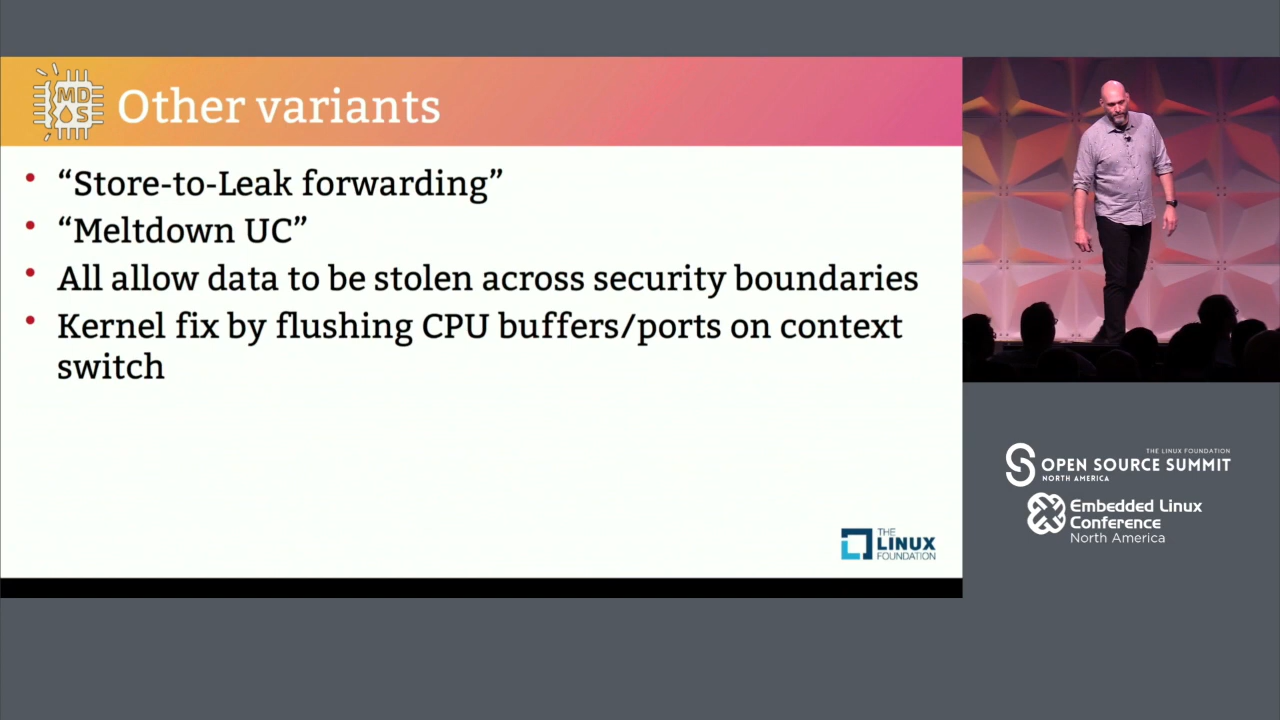 MD
S
Other variants
• “Store-to-Leak forwarding”
• “Meltdown UC”
• All allow data to be stolen across security boundaries
• Kernel fix by flushing CPU buffers/ports on context
switch
THE
LINUX
FOUNDATION
THE LINUX FOUNDATION
OPEN SOURCE SUMMIT
NORTH AMERICA
Embedded Linux
Conference
North America